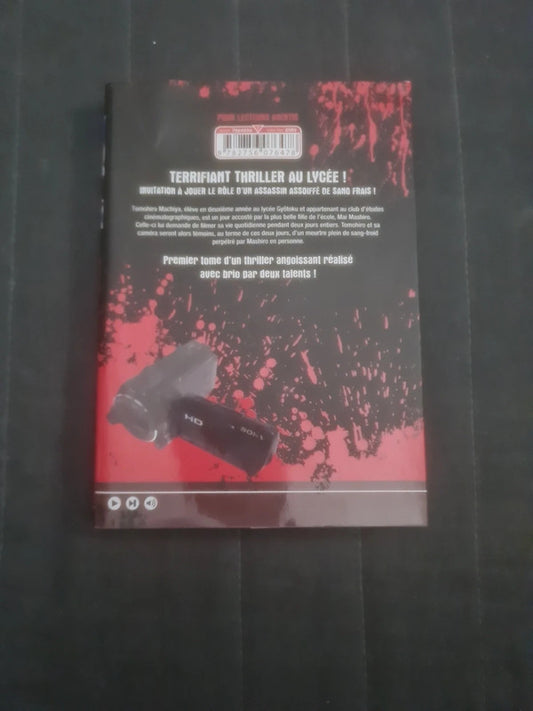 POUR LECTEURS AVERTIS
9 782756 076478
TERRIFIANT THRILLER AU LYCÉE !
INVITATION À JOUER LE RÔLE D'UN ASSASSIN ASSOIFFÉ DE SANG FRAIS !
Tomohiro Machiya, élève en deuxième année au lycée Gyôtoku et appartenant au club d'études
cinématographiques, est un jour accosté par la plus belle fille de l'école, Mai Mashiro.
Celle-ci lui demande de filmer sa vie quotidienne pendant deux jours entiers. Tomohiro et sa
caméra seront alors témoins, au terme de ces deux jours, d'un meurtre plein de sang-froid
perpétré par Mashiro en personne.
Premier tome d'un thriller angoissant réalisé
avec brio par deux talents !
HD
SONY